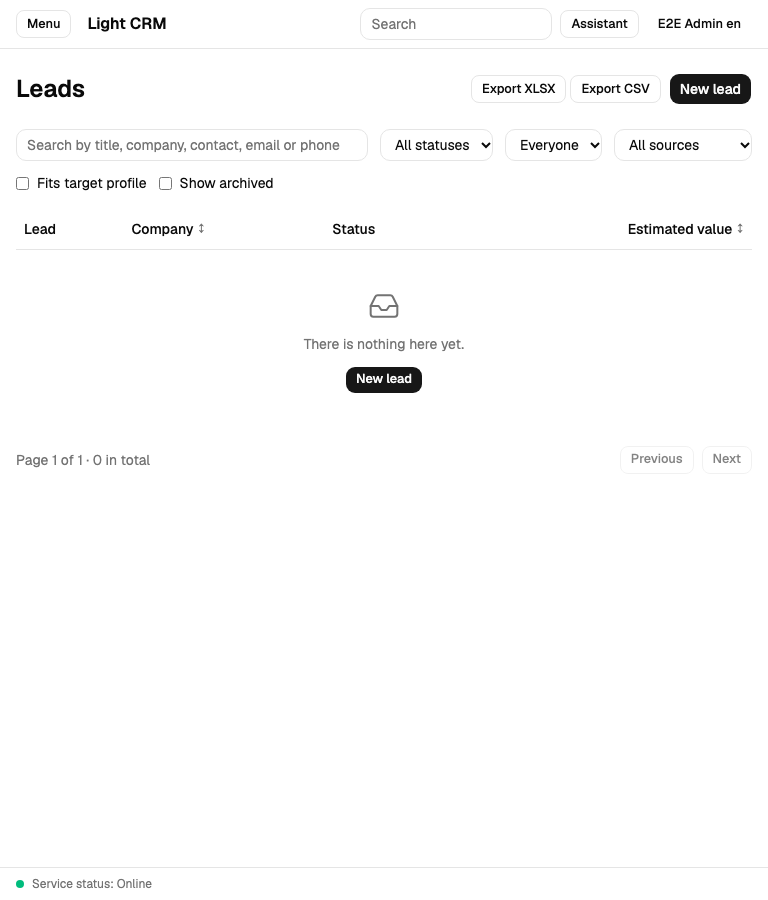 Menu Light CRM Search Assistant E2E Admin en
Leads Export XLSX Export CSV New lead
Search by title, company, contact, email or phone All statuses Everyone All sources
Fits target profile Show archived
Lead Company ↕ Status Estimated value ↕
There is nothing here yet.
New lead
Page 1 of 1 · 0 in total Previous Next
Service status: Online